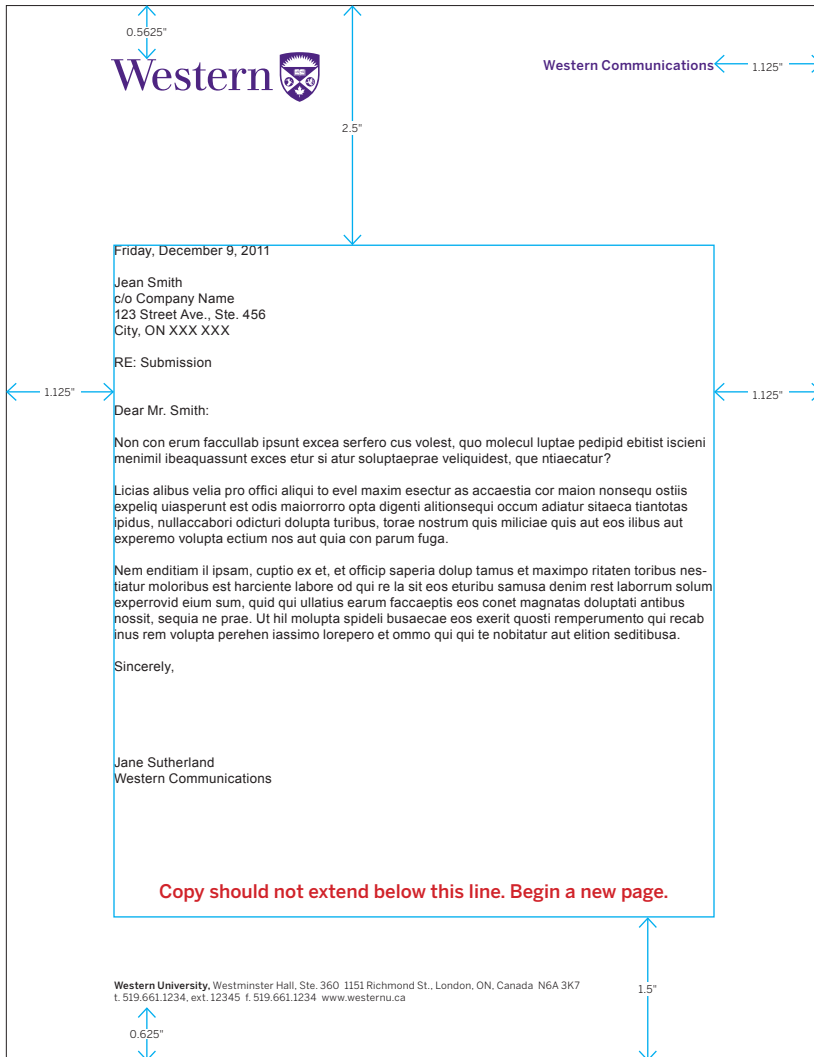 0.5625"
Western
Western Communications
1.125"
2.5"
Friday, December 9, 2011
Jean Smith
c/o Company Name
123 Street Ave., Ste. 456
City, ON XXX XXX
RE: Submission
1.125"
1.125"
Dear Mr. Smith:
Non con erum faccullab ipsunt excea serfero cus volest, quo molecul luptae pedipid ebitist iscieni
menimil ibeaquassunt exces etur si atur soluptaeprae veliquidest, que ntiaecatur?
Licias alibus velia pro offici aliqui to evel maxim esectur as accaestia cor maion nonsequ ostiis
expeliq uiasperunt est odis maiorrorro opta digenti alitionsequi occum adiatur sitaeca tiantotas
ipidus, nullaccabori odicturi dolupta turibus, torae nostrum quis miliciae quis aut eos ilibus aut
experemo volupta ectium nos aut quia con parum fuga.
Nem enditiam il ipsam, cuptio ex et, et officip saperia dolup tamus et maximpo ritaten toribus nes-
tiatur moloribus est harciente labore od qui re la sit eos eturibu samusa denim rest laborrum solum
experrovid eium sum, quid qui ullatius earum faccaeptis eos conet magnatas doluptati antibus
nossit, sequia ne prae. Ut hil molupta spideli busaecae eos exerit quosti remperumento qui recab
inus rem volupta perehen iassimo lorepero et ommo qui qui te nobitatur aut elition seditibusa.
Sincerely,
Jane Sutherland
Western Communications
Copy should not extend below this line. Begin a new page.
Western University, Westminster Hall, Ste. 360 1151 Richmond St., London, ON, Canada N6A 3K7
t. 519.661.1234, ext. 12345 f. 519.661.1234 www.westernu.ca
1.5"
0.625"